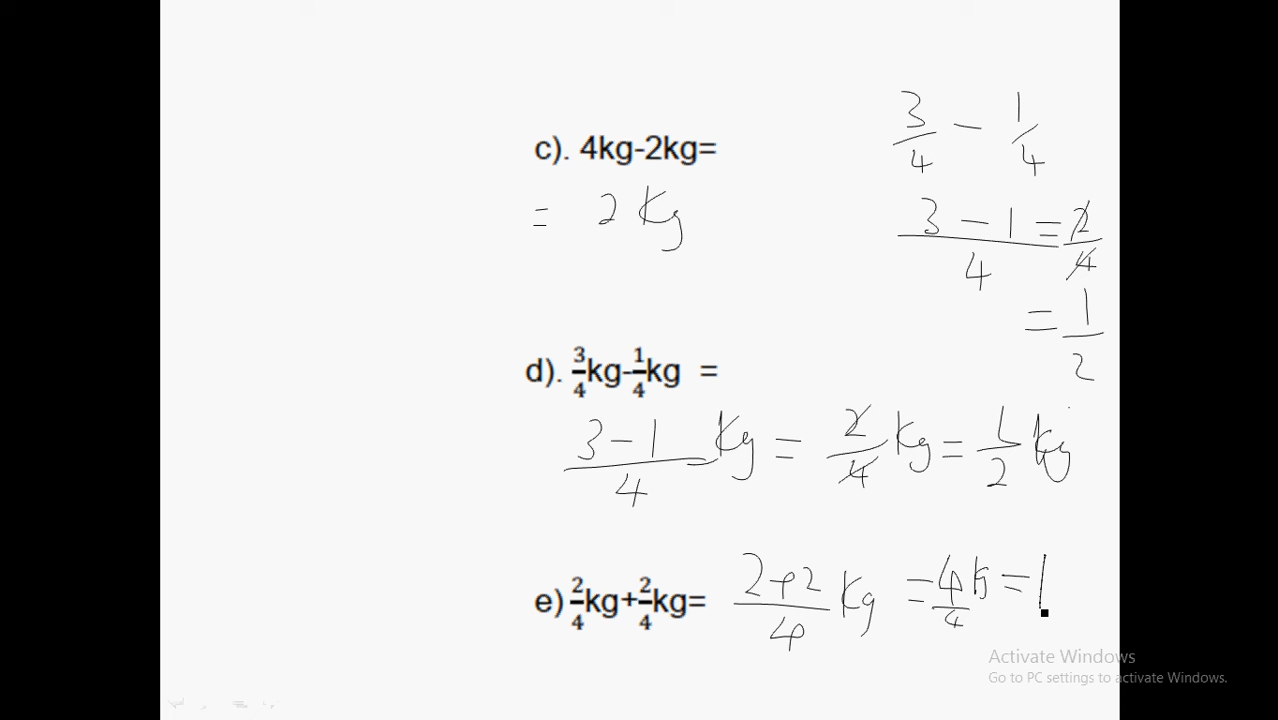 c). 4kg-2kg=
= 2 Kg
3/4 - 1/4
3 - 1/4 = 2/4
= 1/2
d). 3/4kg-1/4kg =
3-1/4 Kg = 2/4 Kg = 1/2 kg
e) 2/4kg+2/4kg= 2+2/4 Kg = 4/4 Kg = 1
Activate Windows
Go to PC settings to activate Windows.